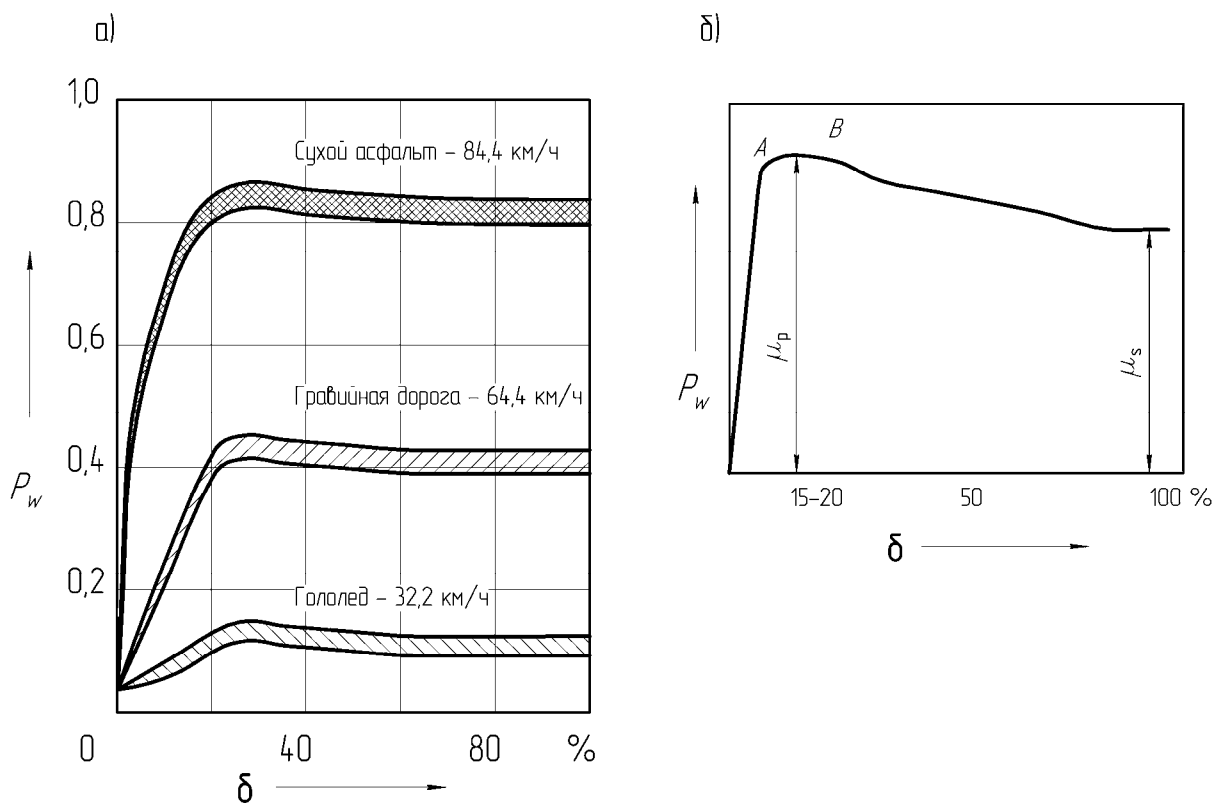 а)
1,0
0,8
0,6
0,4
0,2
0
40
80
%
P_w
δ
Сухой асфальт – 84,4 км/ч
Гравийная дорога – 64,4 км/ч
Гололед – 32,2 км/ч
б)
A
B
P_w
μ_p
μ_s
15–20
50
100 %
δ